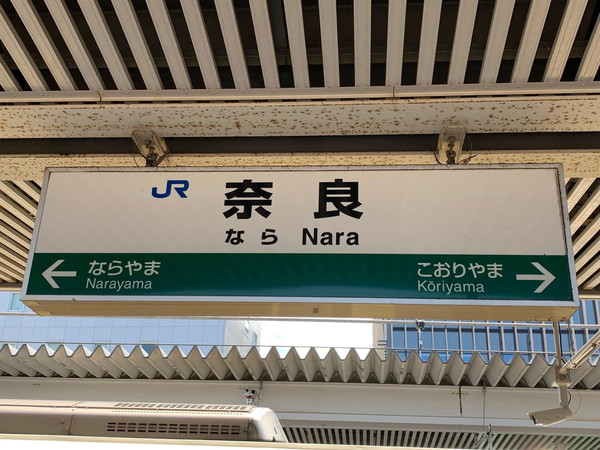 JR 奈良
なら Nara
← ならやま こおりやま →
Narayama Kōriyama